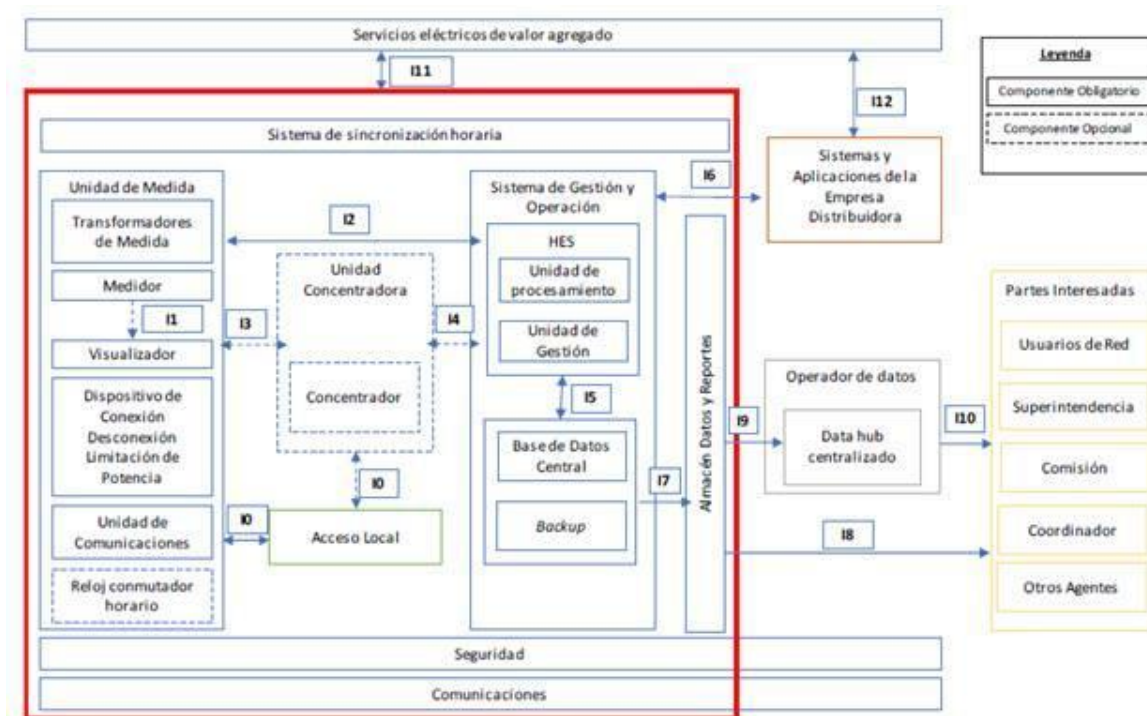 Servicios eléctricos de valor agregado
I11
I12
Leyenda
Componente Obligatorio
Componente Opcional
Sistema de sincronización horaria
Unidad de Medida
Transformadores
de Medida
Medidor
I1
Visualizador
Dispositivo de
Conexión
Desconexión
Limitación de
Potencia
Unidad de
Comunicaciones
Reloj conmutador
horario
I2
I3
Unidad
Concentradora
Concentrador
I4
I0
I0
Acceso Local
Sistema de Gestión y
Operación
HES
Unidad de
procesamiento
Unidad de
Gestión
I5
Base de Datos
Central
Backup
I7
Almacén Datos y Reportes
I6
Sistemas y
Aplicaciones de la
Empresa
Distribuidora
I9
Operador de datos
Data hub
centralizado
I10
I8
Partes Interesadas
Usuarios de Red
Superintendencia
Comisión
Coordinador
Otros Agentes
Seguridad
Comunicaciones